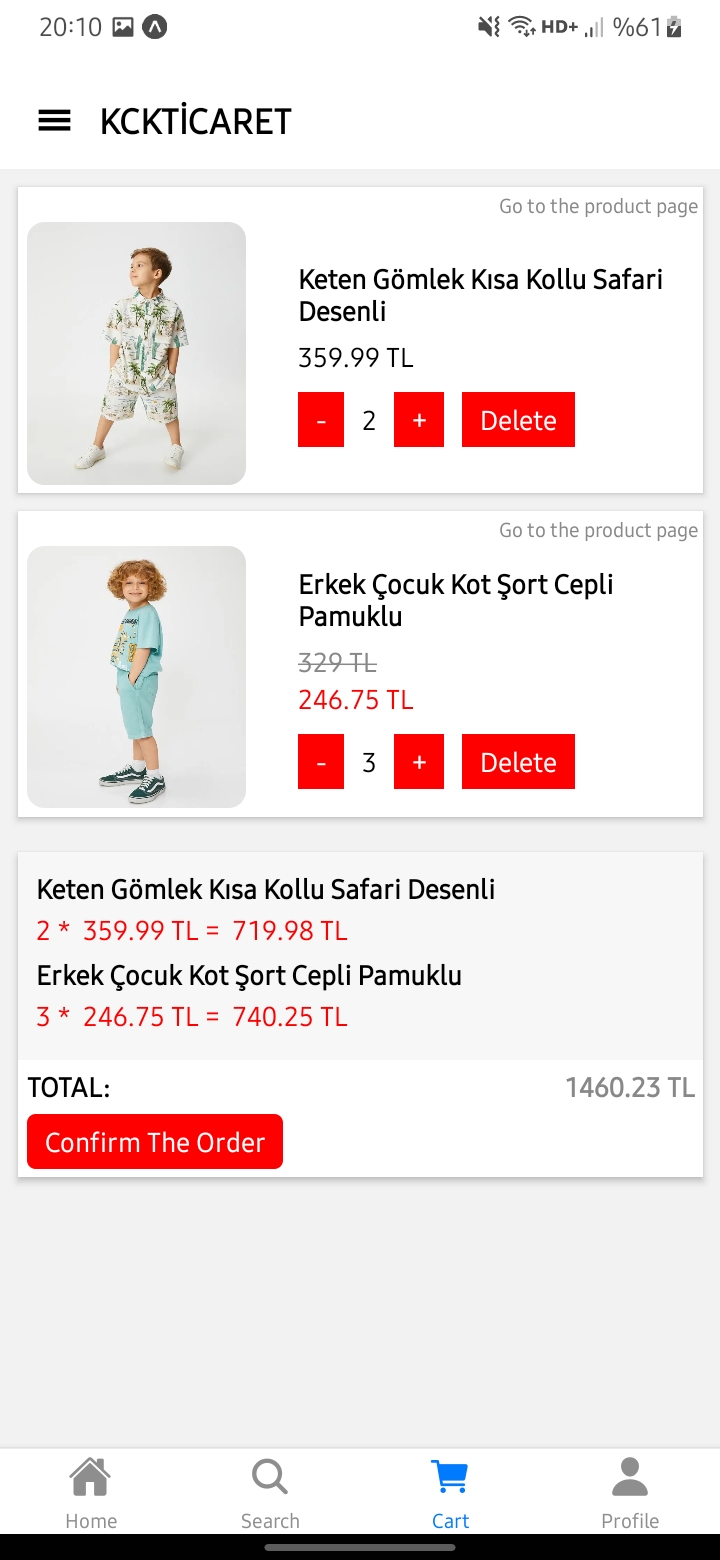 20:10 HD+ %61
KCKTİCARET
Go to the product page
Keten Gömlek Kısa Kollu Safari
Desenli
359.99 TL
- 2 + Delete
Go to the product page
Erkek Çocuk Kot Şort Cepli
Pamuklu
329 TL
246.75 TL
- 3 + Delete
Keten Gömlek Kısa Kollu Safari Desenli
2 * 359.99 TL = 719.98 TL
Erkek Çocuk Kot Şort Cepli Pamuklu
3 * 246.75 TL = 740.25 TL
TOTAL: 1460.23 TL
Confirm The Order
Home Search Cart Profile